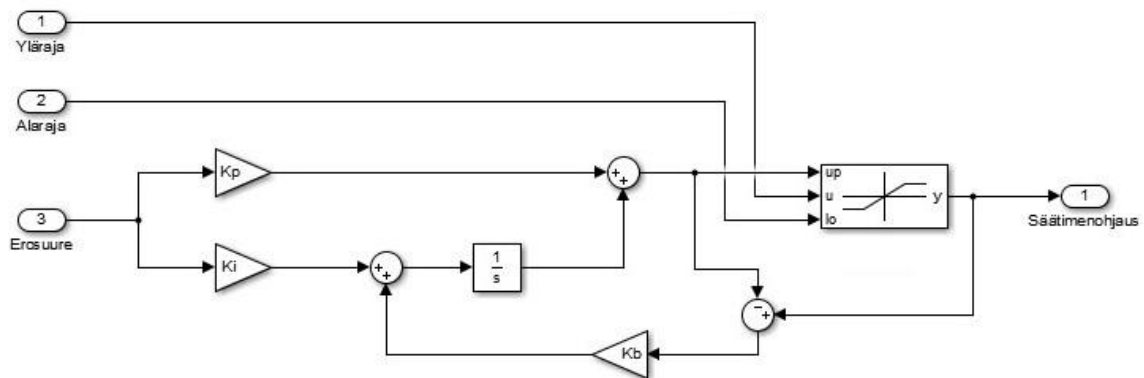 1
Yläraja
2
Alaraja
3
Erosuure
Kp
Ki
+
+
+
+
1
s
Kb
−
+
up
u
lo
y
1
Säätimenohjaus